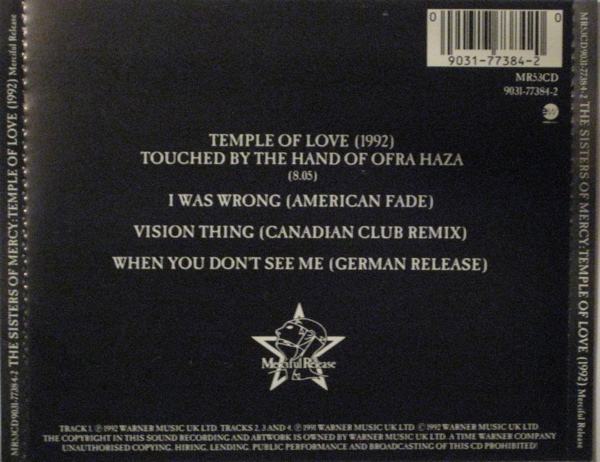 MR53CD 9031-77384-2 THE SISTERS OF MERCY: TEMPLE OF LOVE (1992) Merciful Release
0 0
9031-77384-2
MR53CD
9031-77384-2
TEMPLE OF LOVE (1992)
TOUCHED BY THE HAND OF OFRA HAZA
(8.05)
I WAS WRONG (AMERICAN FADE)
VISION THING (CANADIAN CLUB REMIX)
WHEN YOU DON'T SEE ME (GERMAN RELEASE)
Merciful Release
TRACK 1, ℗ 1992 WARNER MUSIC UK LTD. TRACKS 2, 3 AND 4, ℗ 1991 WARNER MUSIC UK LTD. © 1992 WARNER MUSIC UK LTD.
THE COPYRIGHT IN THIS SOUND RECORDING AND ARTWORK IS OWNED BY WARNER MUSIC UK LTD. A TIME WARNER COMPANY
UNAUTHORISED COPYING, HIRING, LENDING, PUBLIC PERFORMANCE AND BROADCASTING OF THIS CD PROHIBITED!
MR53CD 9031-77384-2 THE SISTERS OF MERCY: TEMPLE OF LOVE (1992) Merciful Release